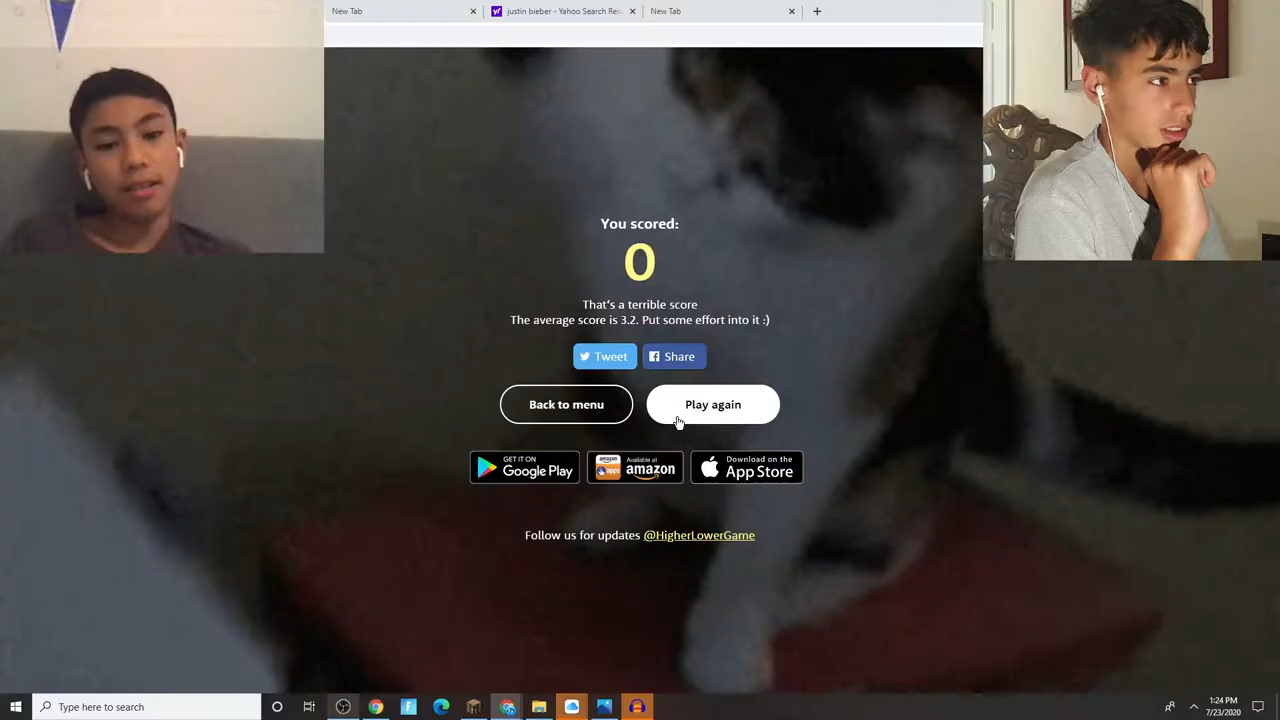 New Tab
justin bieber - Yahoo Search Res
New Tab
You scored:
0
That's a terrible score
The average score is 3.2. Put some effort into it :)
Tweet
Share
Back to menu
Play again
GET IT ON
Google Play
amazon
apps
Available at
amazon
Download on the
App Store
Follow us for updates @HigherLowerGame
Type here to search
1:24 PM
7/23/2020